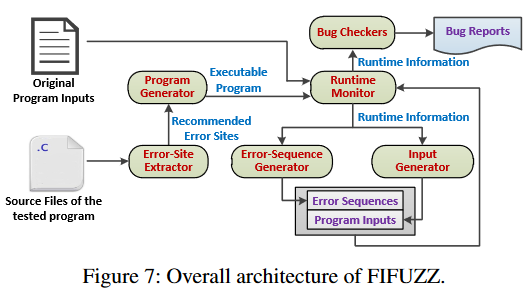 Original
Program Inputs
Program
Generator
Executable
Program
Bug Checkers
Bug Reports
Runtime Information
Runtime
Monitor
Recommended
Error Sites
Runtime Information
.C
Error-Site
Extractor
Error-Sequence
Generator
Input
Generator
Source Files of the
tested program
Error Sequences
Program Inputs
Figure 7: Overall architecture of FIFUZZ.